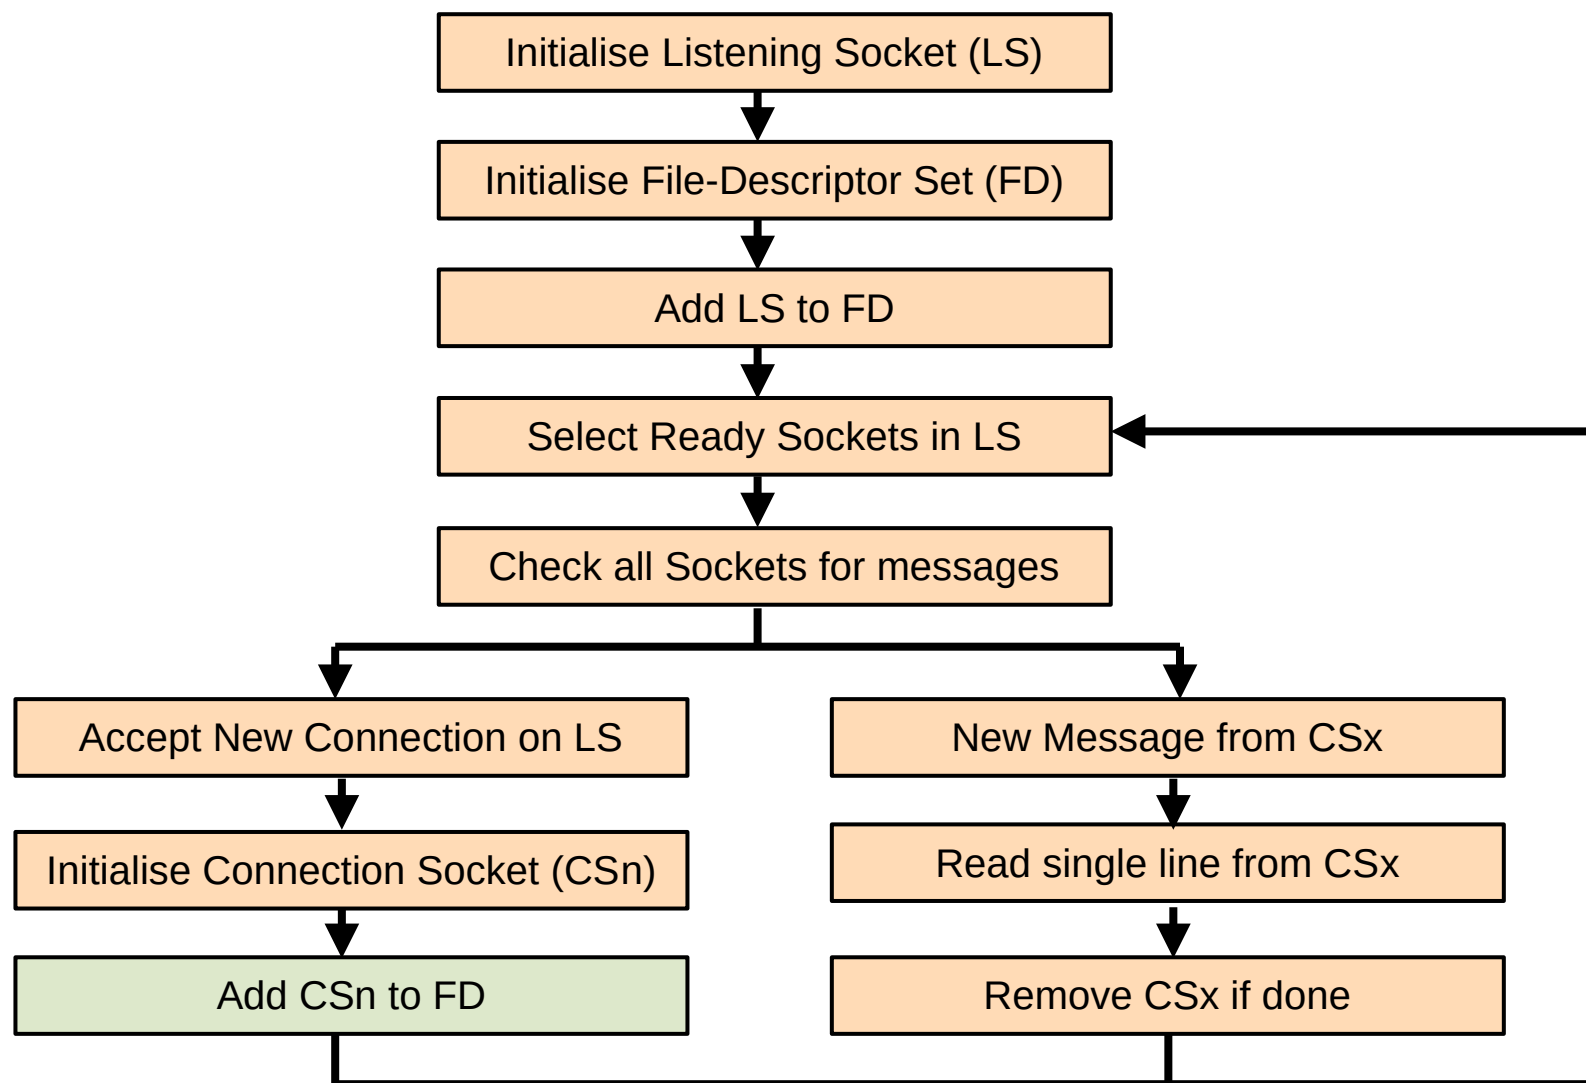 Initialise Listening Socket (LS)
Initialise File-Descriptor Set (FD)
Add LS to FD
Select Ready Sockets in LS
Check all Sockets for messages
Accept New Connection on LS
New Message from CSx
Initialise Connection Socket (CSn)
Read single line from CSx
Add CSn to FD
Remove CSx if done